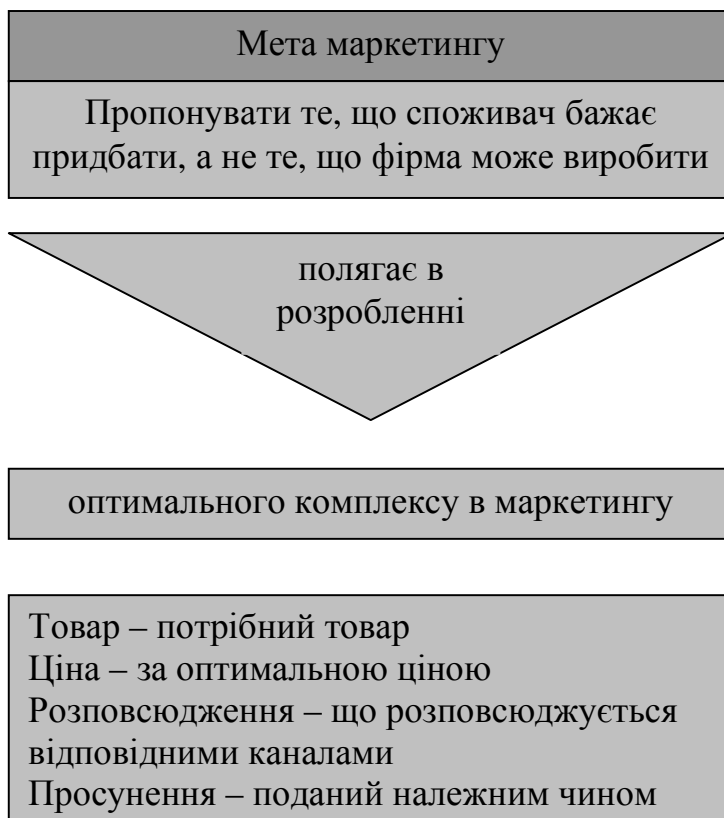 Мета маркетингу
Пропонувати те, що споживач бажає
придбати, а не те, що фірма може виробити
полягає в
розробленні
оптимального комплексу в маркетингу
Товар – потрібний товар
Ціна – за оптимальною ціною
Розповсюдження – що розповсюджується
відповідними каналами
Просунення – поданий належним чином